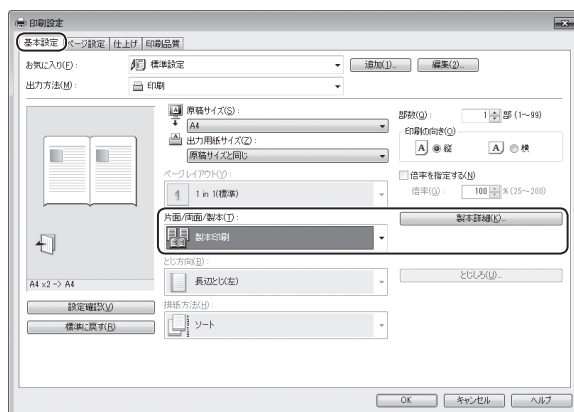 印刷設定
基本設定 ページ設定 仕上げ 印刷品質
お気に入り(F): 標準設定 追加(1)... 編集(2)...
出力方法(M): 印刷
原稿サイズ(S):
A4
出力用紙サイズ(Z):
原稿サイズと同じ
ページレイアウト(Y):
1 in 1(標準)
片面/両面/製本(T):
製本印刷
とじ方向(B):
長辺とじ(左)
排紙方法(H):
ソート
部数(Q): 1 部 (1～99)
印刷の向き(O)
A 縦 A 横
倍率を指定する(N)
倍率(G): 100 % (25～200)
製本詳細(K)...
とじしろ(U)...
A4 x2 -> A4
設定確認(V)
標準に戻す(R)
OK キャンセル ヘルプ